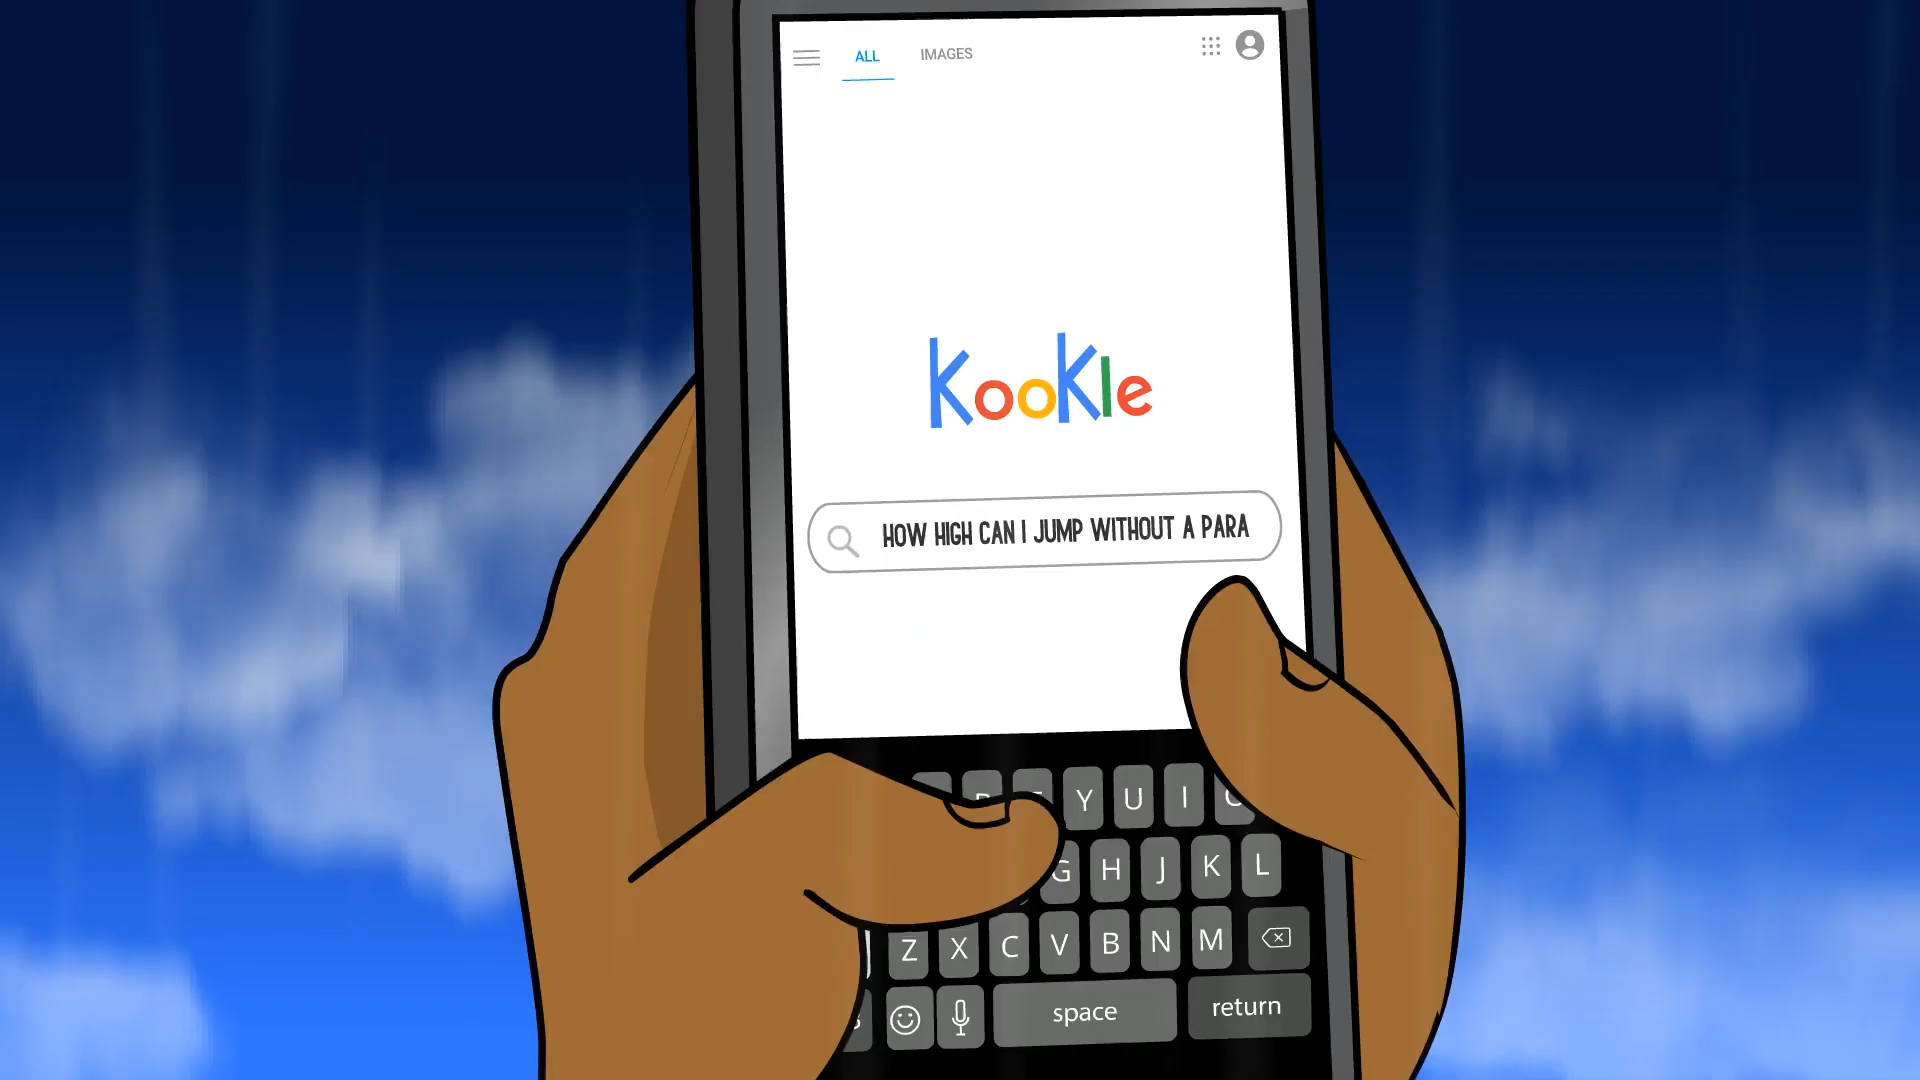 ALL IMAGES
KooKle
HOW HIGH CAN I JUMP WITHOUT A PARA
Y U I
G H J K L
Z X C V B N M
space return